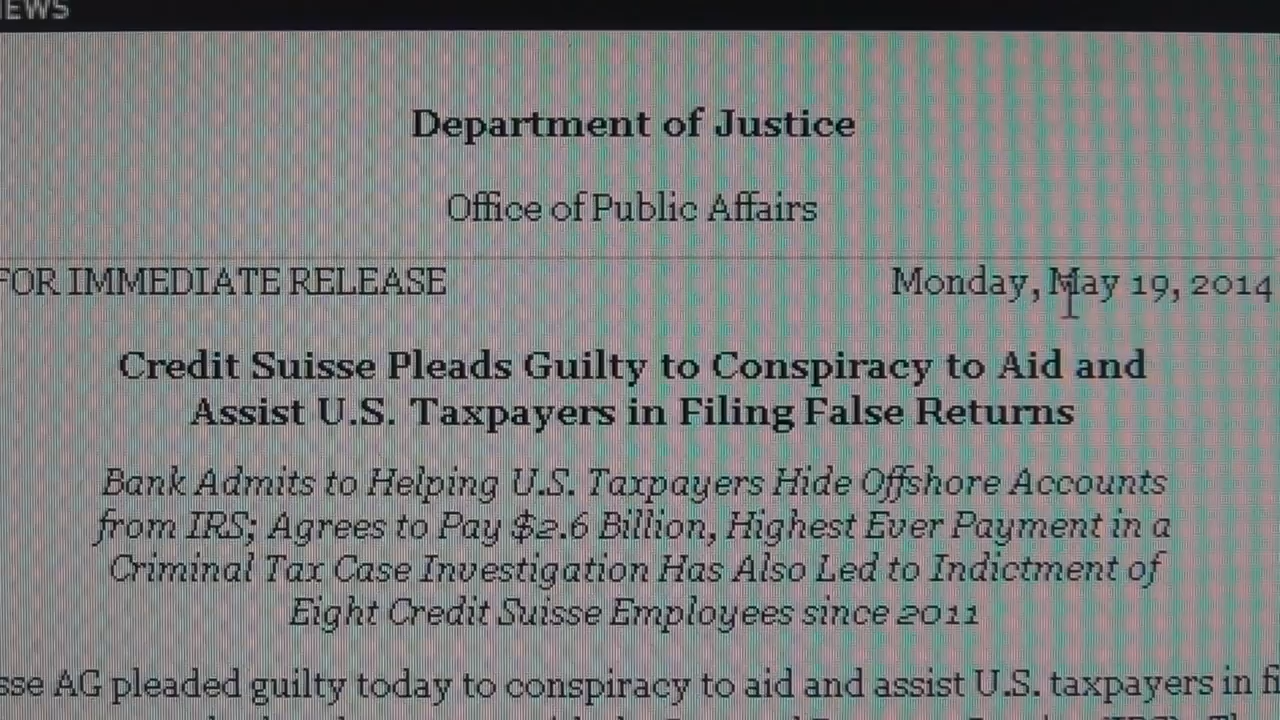 NEWS
Department of Justice
Office of Public Affairs
FOR IMMEDIATE RELEASE
Monday, May 19, 2014
Credit Suisse Pleads Guilty to Conspiracy to Aid and
Assist U.S. Taxpayers in Filing False Returns
Bank Admits to Helping U.S. Taxpayers Hide Offshore Accounts
from IRS; Agrees to Pay $2.6 Billion, Highest Ever Payment in a
Criminal Tax Case Investigation Has Also Led to Indictment of
Eight Credit Suisse Employees since 2011
sse AG pleaded guilty today to conspiracy to aid and assist U.S. taxpayers in fi